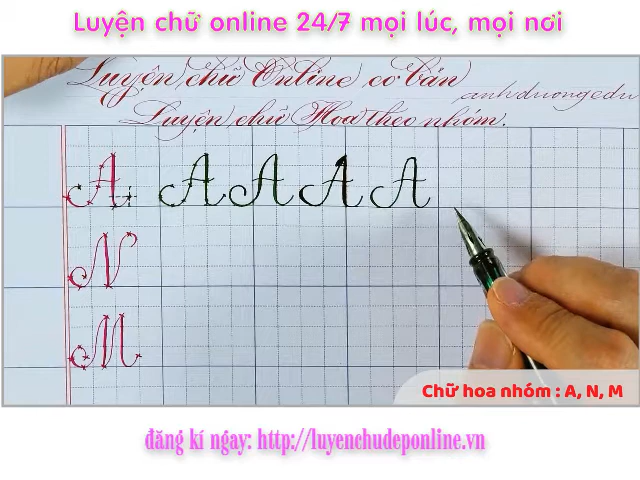 Luyện chữ online 24/7 mọi lúc, mọi nơi
Luyện chữ Online cơ bản
anhduongedu
Luyện chữ Hoa theo nhóm.
A A A A A
N
M
Chữ hoa nhóm : A, N, M
đăng kí ngay: http://luyenchudeponline.vn